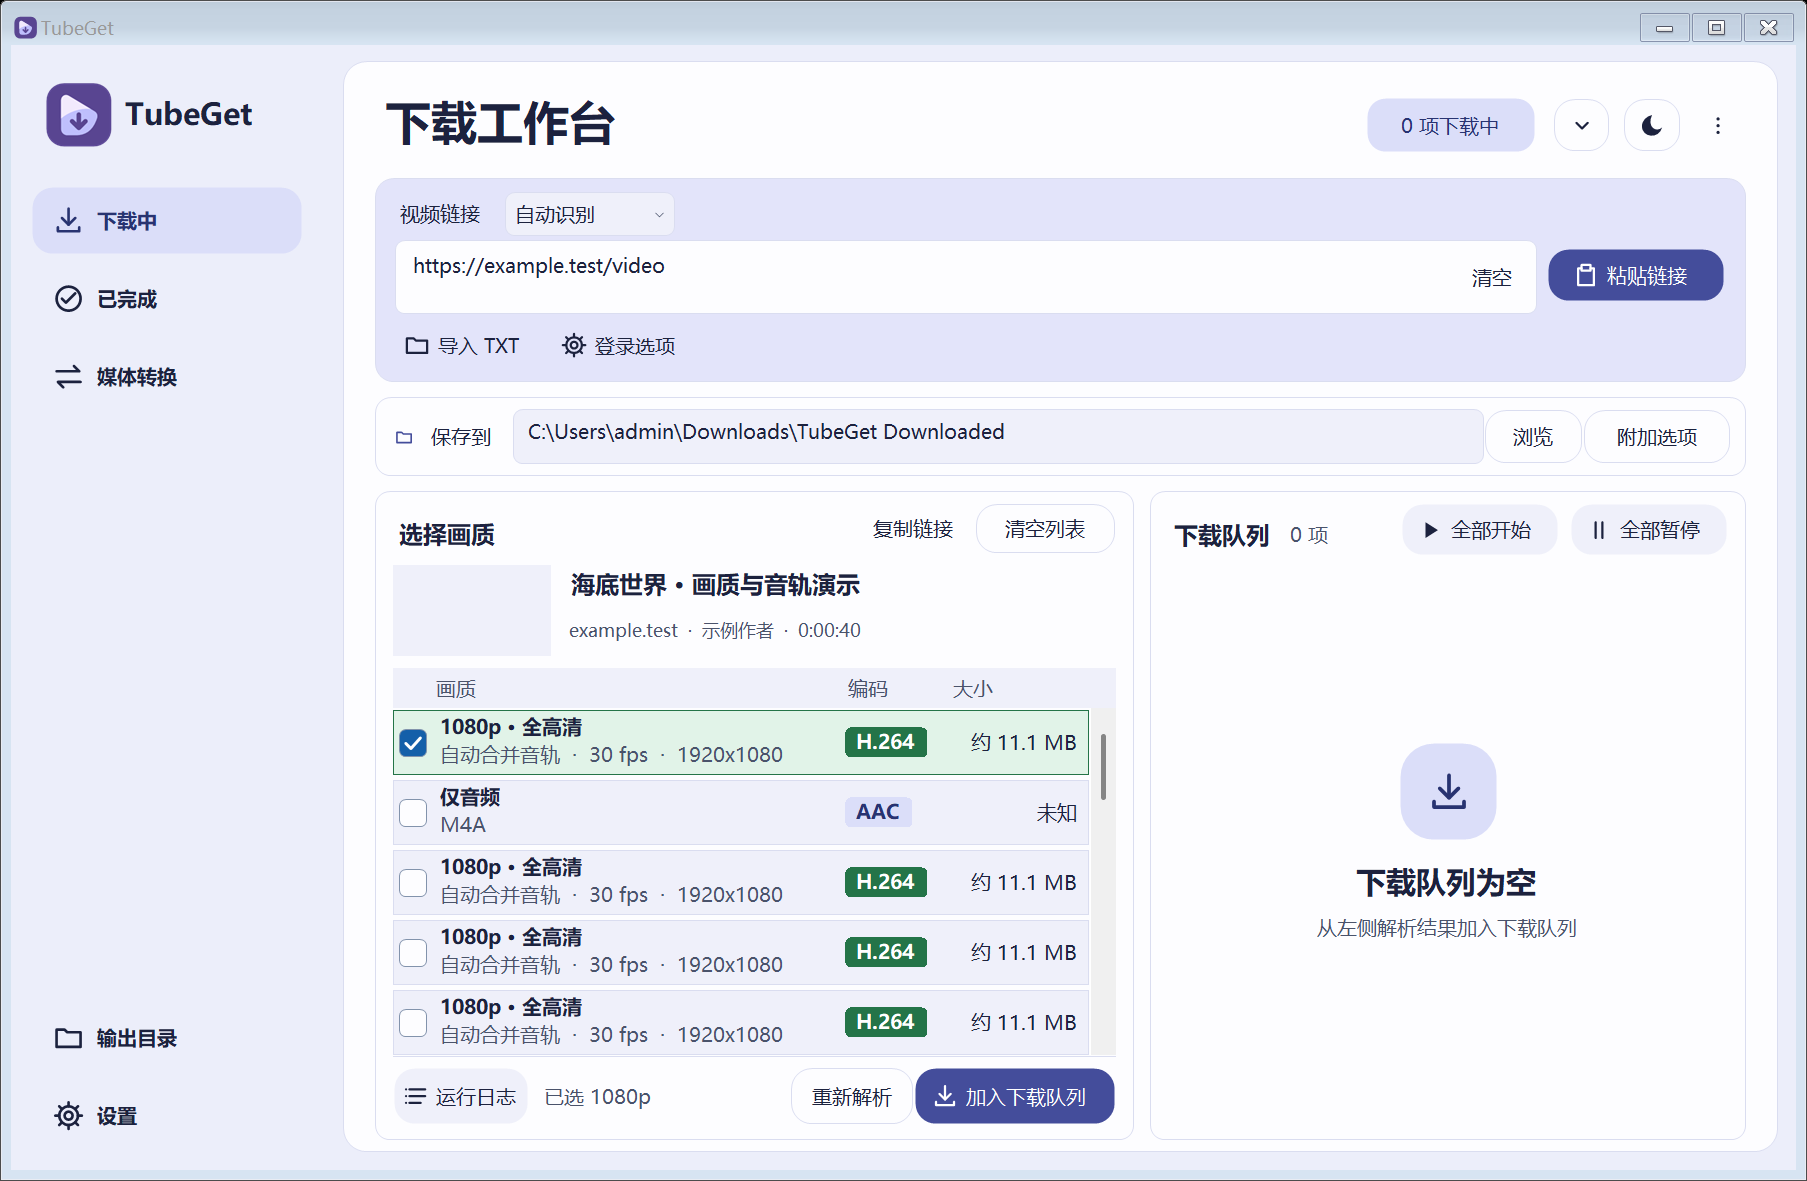 TubeGet
TubeGet
下载中
已完成
媒体转换
输出目录
设置
下载工作台
0 项下载中
视频链接
自动识别
https://example.test/video
清空
粘贴链接
导入 TXT
登录选项
保存到
C:\Users\admin\Downloads\TubeGet Downloaded
浏览
附加选项
选择画质
复制链接
清空列表
海底世界 • 画质与音轨演示
example.test · 示例作者 · 0:00:40
画质 编码 大小
1080p • 全高清
自动合并音轨 · 30 fps · 1920x1080
H.264
约 11.1 MB
仅音频
M4A
AAC
未知
1080p • 全高清
自动合并音轨 · 30 fps · 1920x1080
H.264
约 11.1 MB
1080p • 全高清
自动合并音轨 · 30 fps · 1920x1080
H.264
约 11.1 MB
1080p • 全高清
自动合并音轨 · 30 fps · 1920x1080
H.264
约 11.1 MB
运行日志
已选 1080p
重新解析
加入下载队列
下载队列 0 项
全部开始
全部暂停
下载队列为空
从左侧解析结果加入下载队列